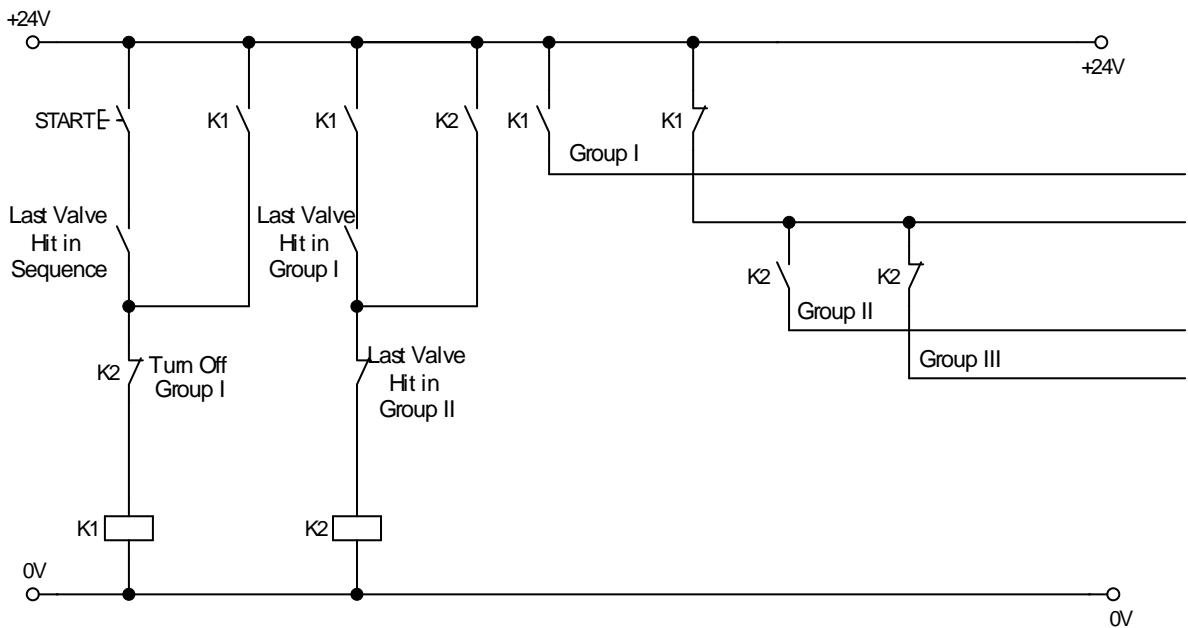 +24V
+24V
START
K1
K1
K2
K1
K1
Group I
Last Valve
Hit in
Sequence
Last Valve
Hit in
Group I
K2
K2
Group II
K2
Turn Off
Group I
Last Valve
Hit in
Group II
Group III
K1
K2
0V
0V